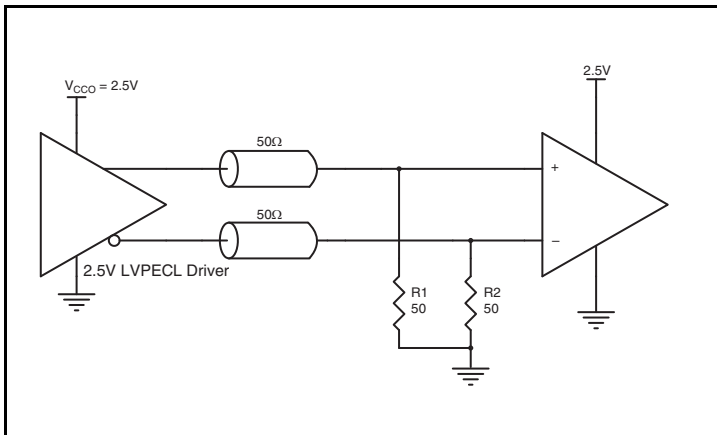 V_CCO = 2.5V
2.5V
50Ω
+
50Ω
−
2.5V LVPECL Driver
R1
50
R2
50